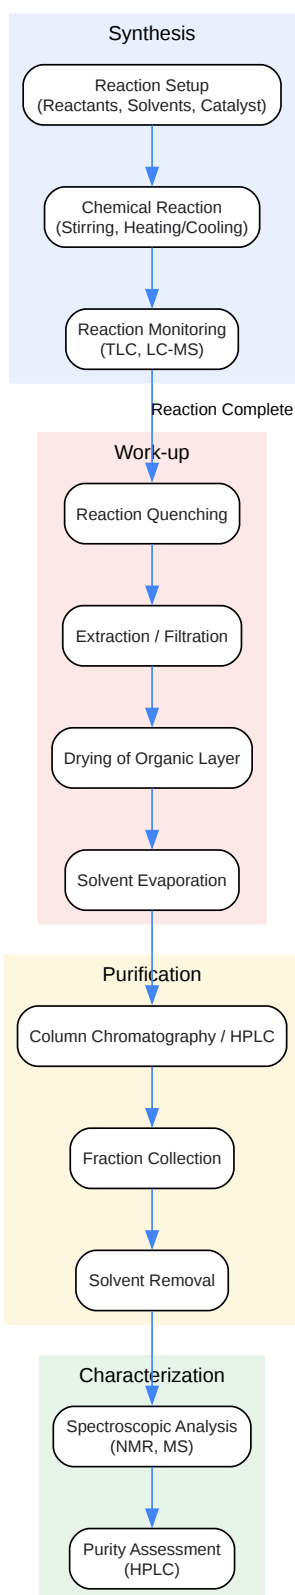 Synthesis
Reaction Setup
(Reactants, Solvents, Catalyst)
Chemical Reaction
(Stirring, Heating/Cooling)
Reaction Monitoring
(TLC, LC-MS)
Reaction Complete
Work-up
Reaction Quenching
Extraction / Filtration
Drying of Organic Layer
Solvent Evaporation
Purification
Column Chromatography / HPLC
Fraction Collection
Solvent Removal
Characterization
Spectroscopic Analysis
(NMR, MS)
Purity Assessment
(HPLC)